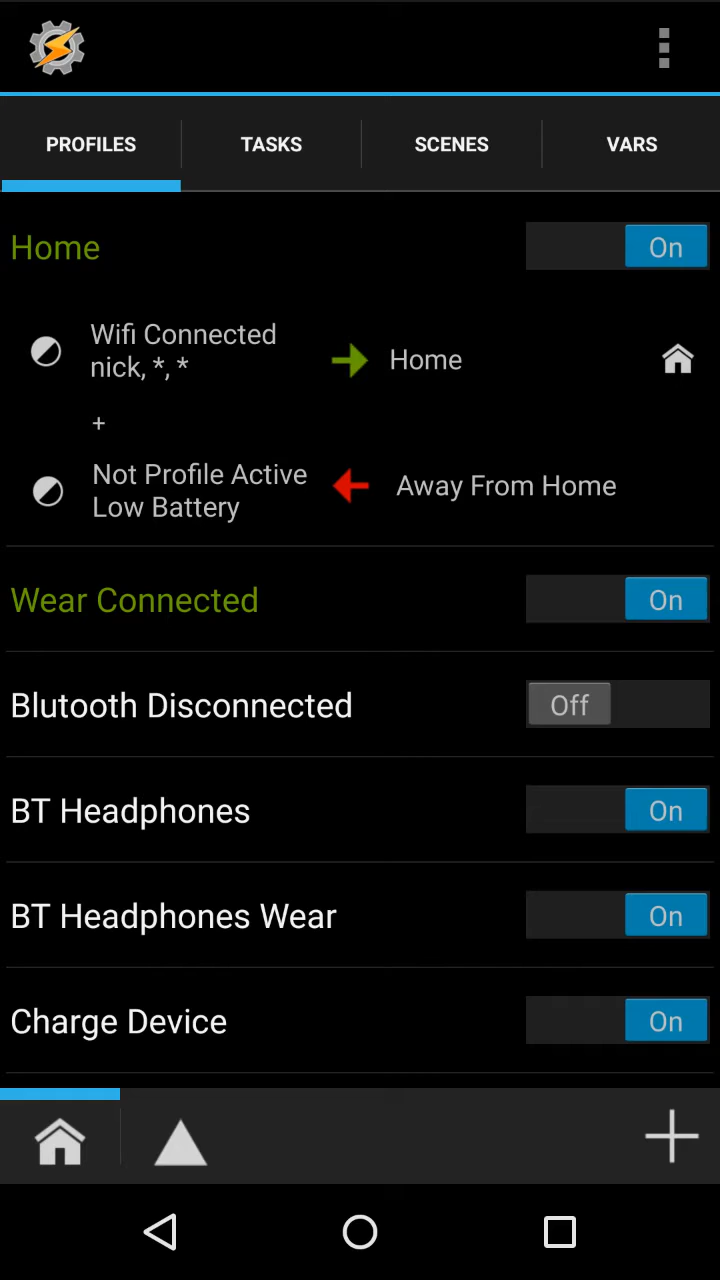 PROFILES TASKS SCENES VARS
Home On
Wifi Connected
nick, *, *
Home
+
Not Profile Active
Low Battery
Away From Home
Wear Connected On
Blutooth Disconnected Off
BT Headphones On
BT Headphones Wear On
Charge Device On